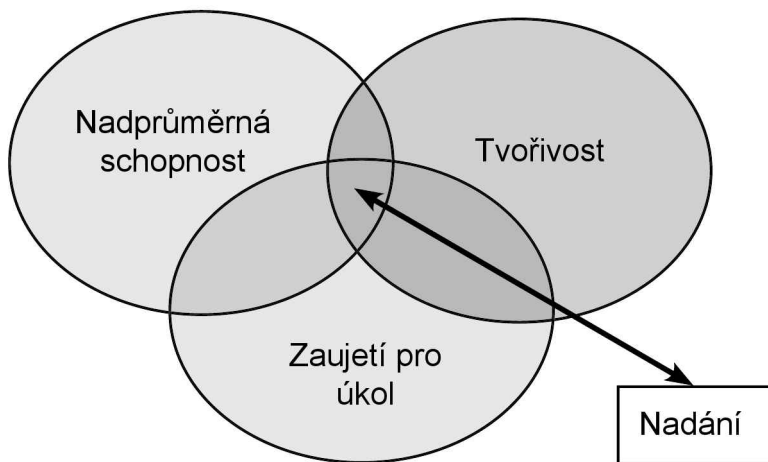 Nadprůměrná
schopnost
Tvořivost
Zaujetí pro
úkol
Nadání